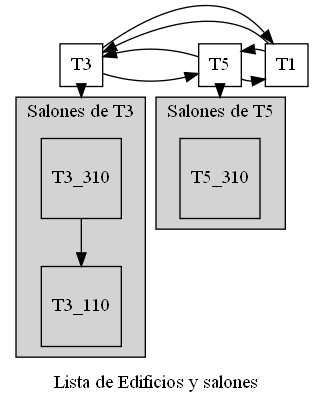 T3 T5 T1
Salones de T3 Salones de T5
T3_310 T5_310
T3_110
Lista de Edificios y salones